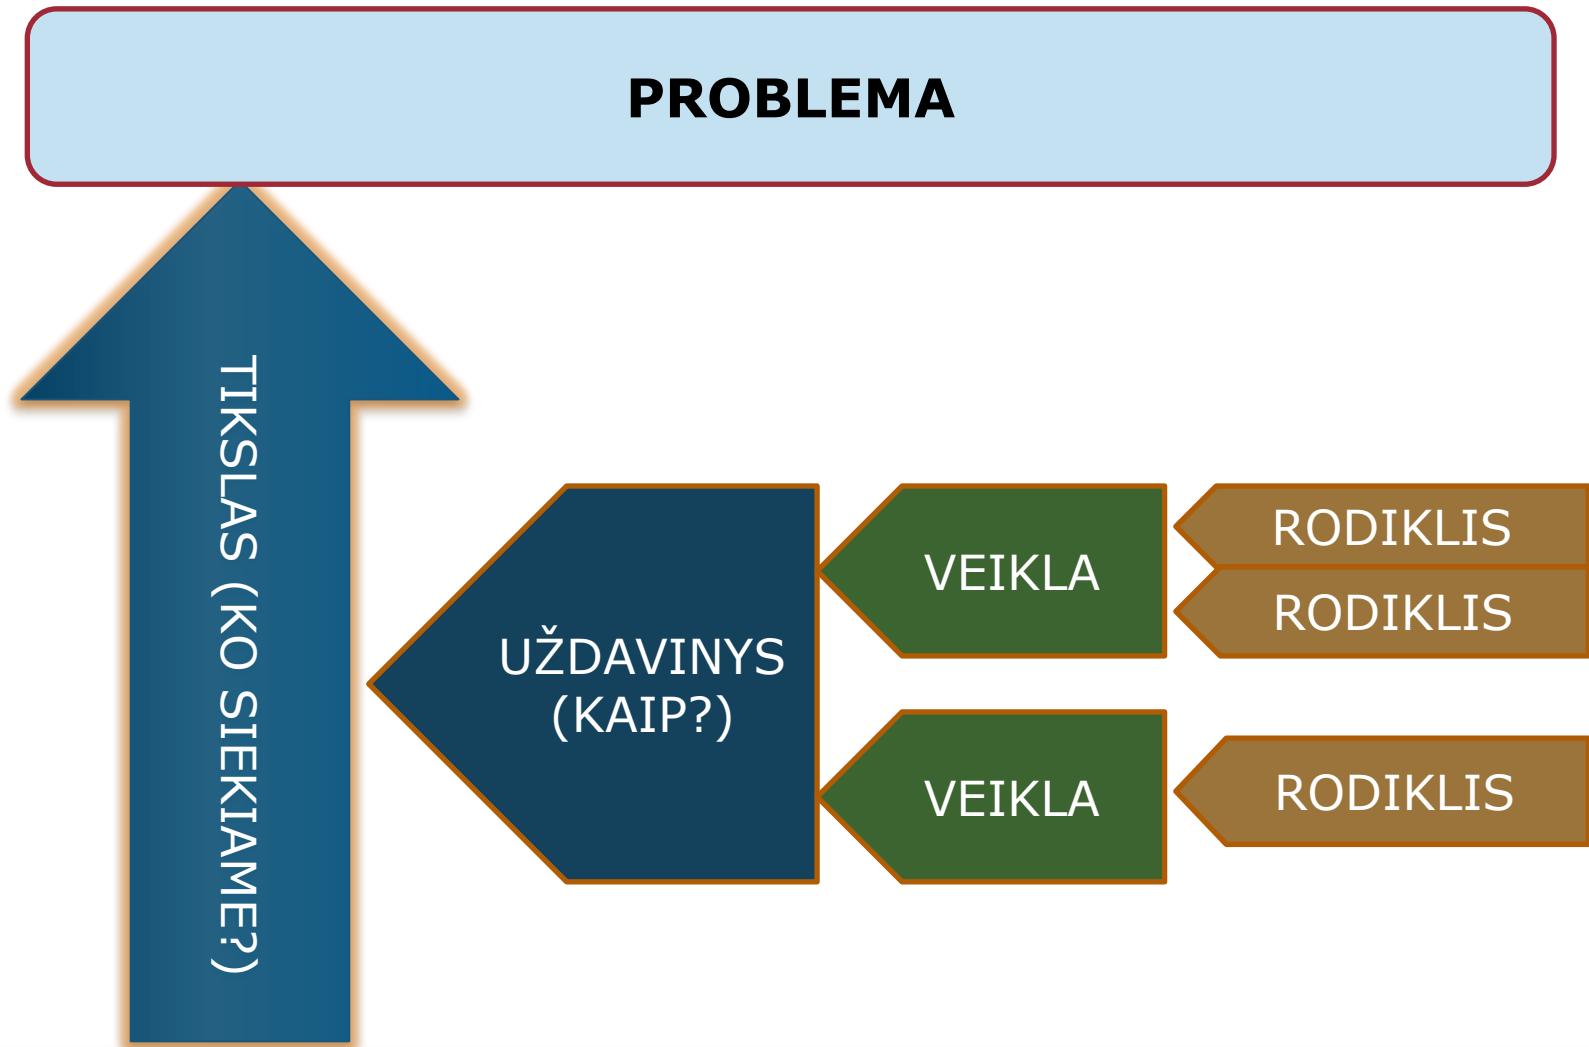 PROBLEMA
TIKSLAS (KO SIEKIAME?)
UŽDAVINYS
(KAIP?)
VEIKLA
RODIKLIS
RODIKLIS
VEIKLA
RODIKLIS